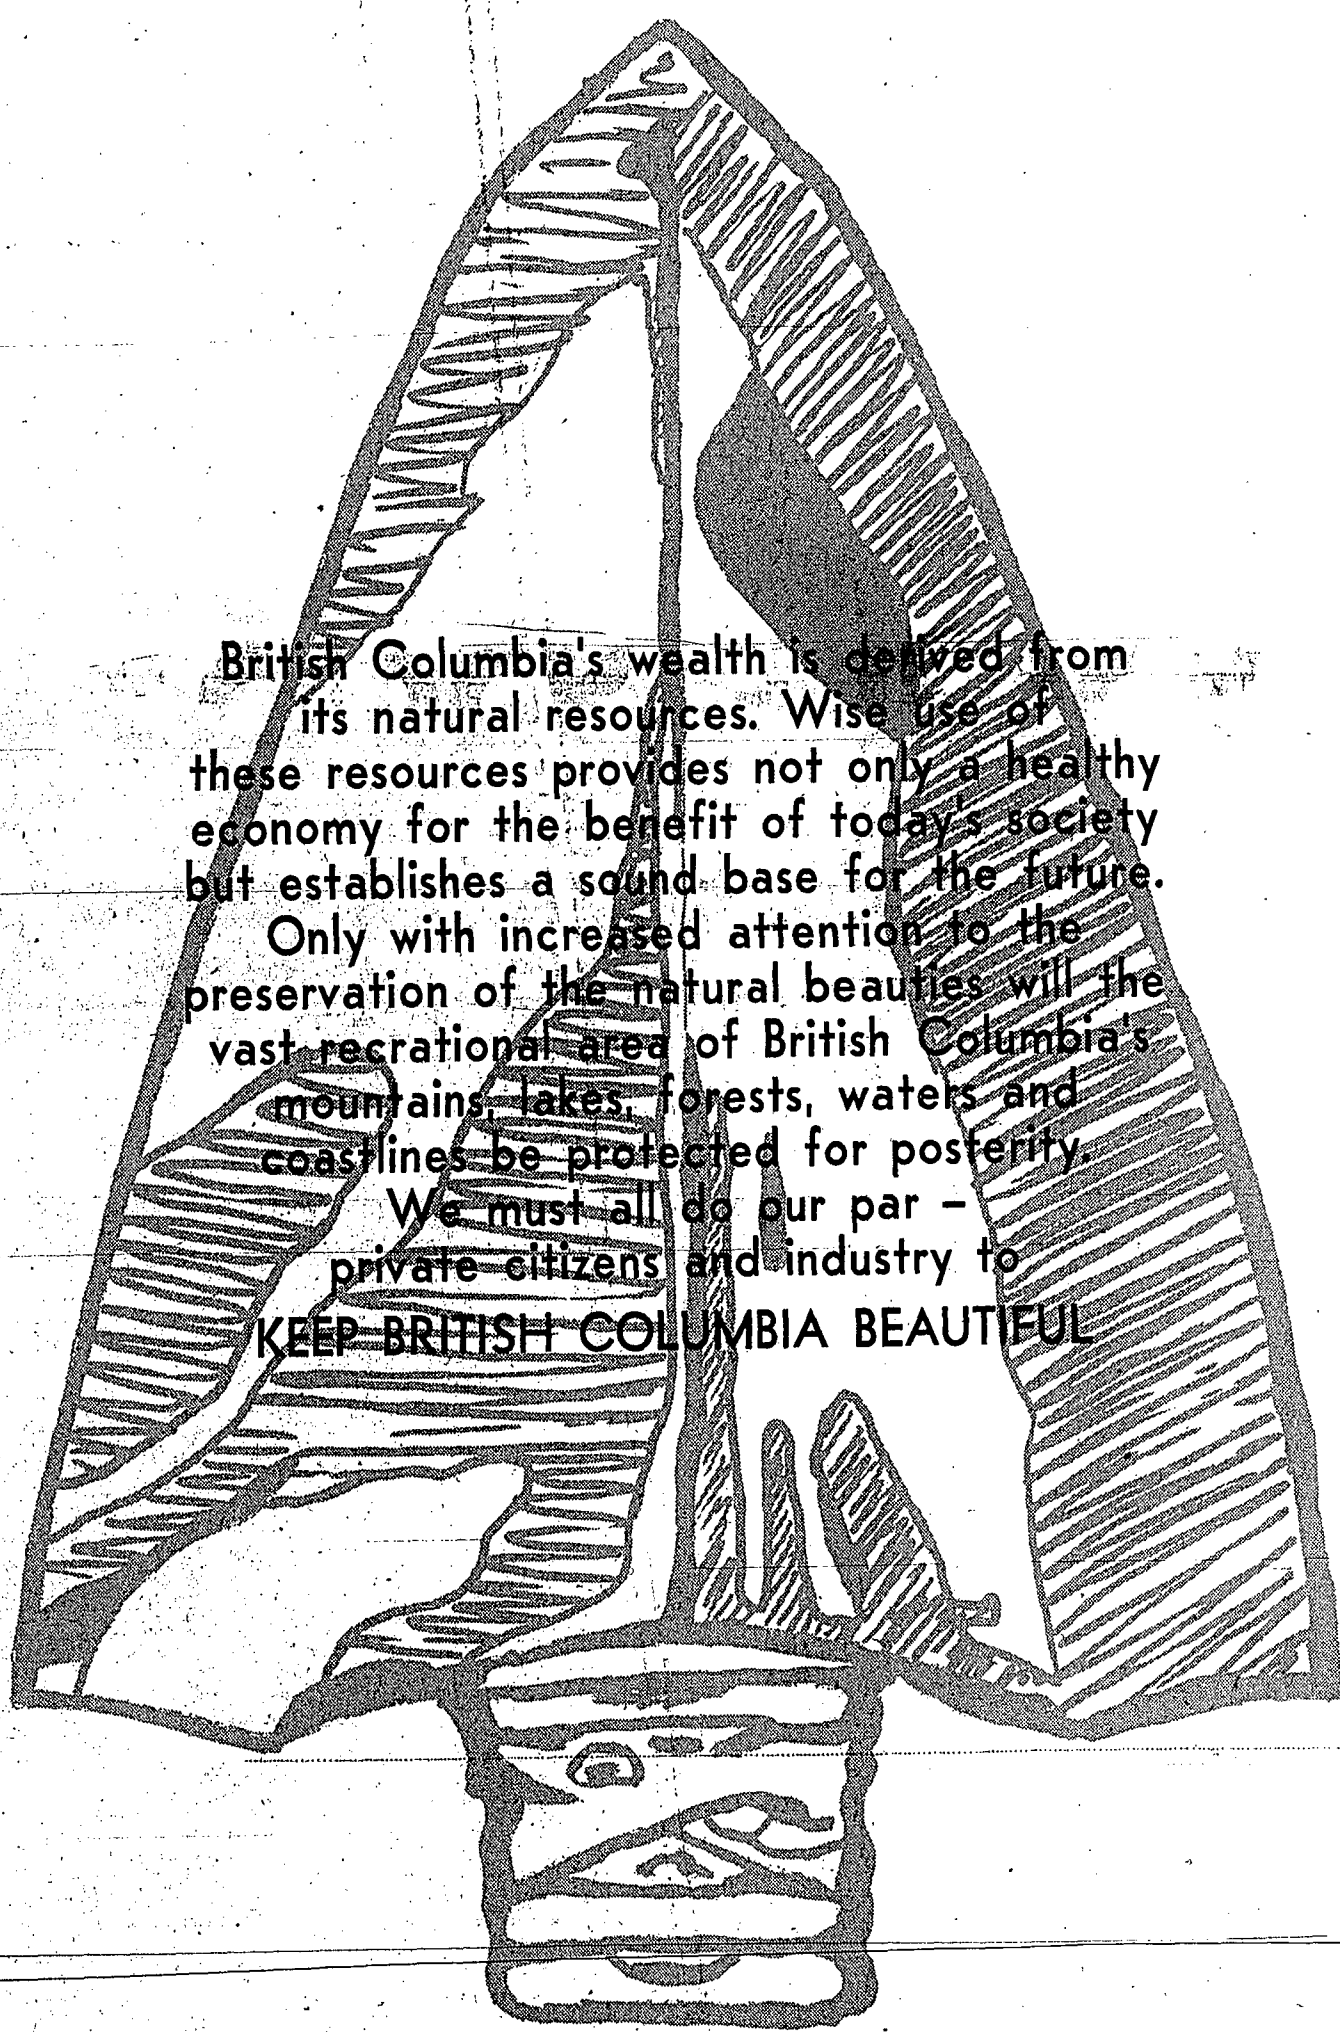 British Columbia's wealth is derived from
its natural resources. Wise use of
these resources provides not only a healthy
economy for the benefit of today's society
but establishes a sound base for the future.
Only with increased attention to the
preservation of the natural beauties will the
vast recrational area of British Columbia's
mountains, lakes, forests, waters and
coastlines be protected for posterity.
We must all do our par –
private citizens and industry to
KEEP BRITISH COLUMBIA BEAUTIFUL